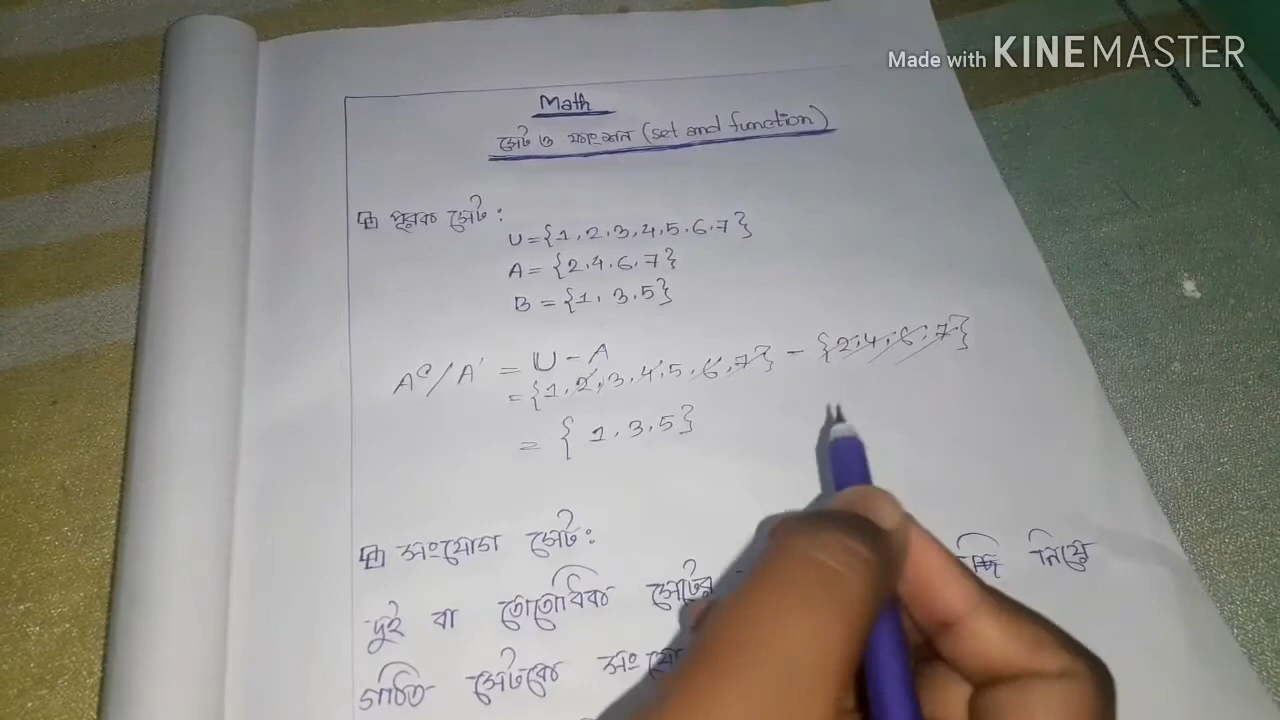 Made with KINEMASTER
Math
সেট ও ফাংশন (set and function)
পূরক সেট:
U = {1, 2, 3, 4, 5, 6, 7}
A = {2, 4, 6, 7}
B = {1, 3, 5}
Aᶜ/A' = U - A
= {1, 2, 3, 4, 5, 6, 7} - {2, 4, 6, 7}
= {1, 3, 5}
সংযোগ সেট:
দুই বা ততোধিক সেটের নিয়ে
গঠিত সেটকে